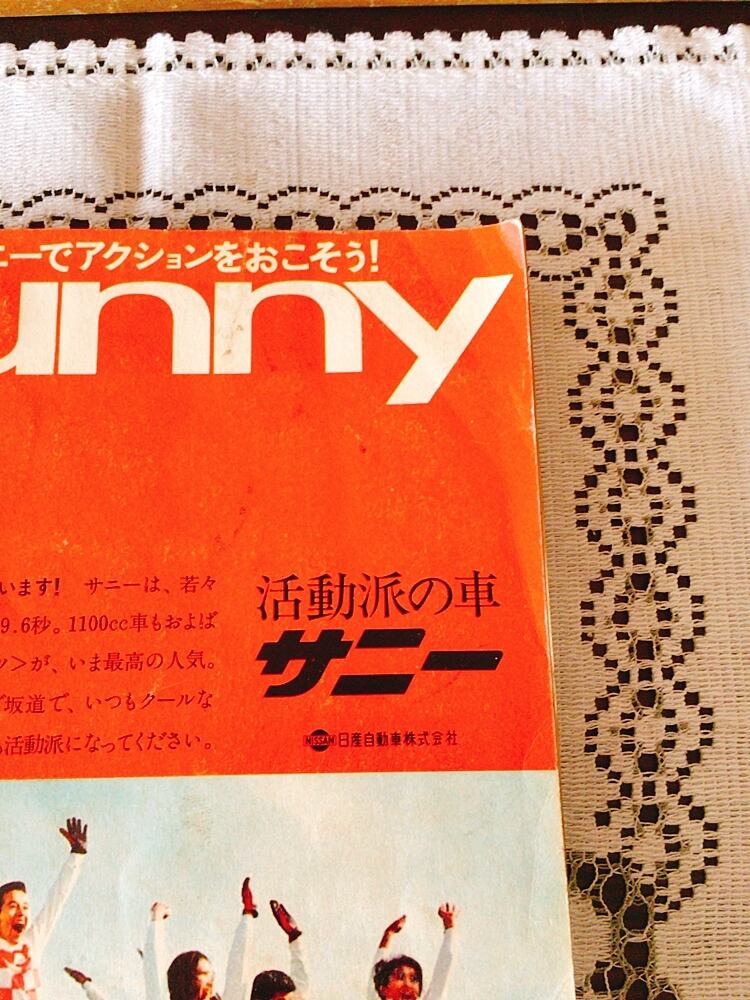 ニーでアクションをおこそう!
unny
います! サニーは、若々
9.6秒。1100cc車もおよば
ツ>が、いま最高の人気。
坂道で、いつもクールな
活動派になってください。
活動派の車
サニー
NISSAN 日産自動車株式会社